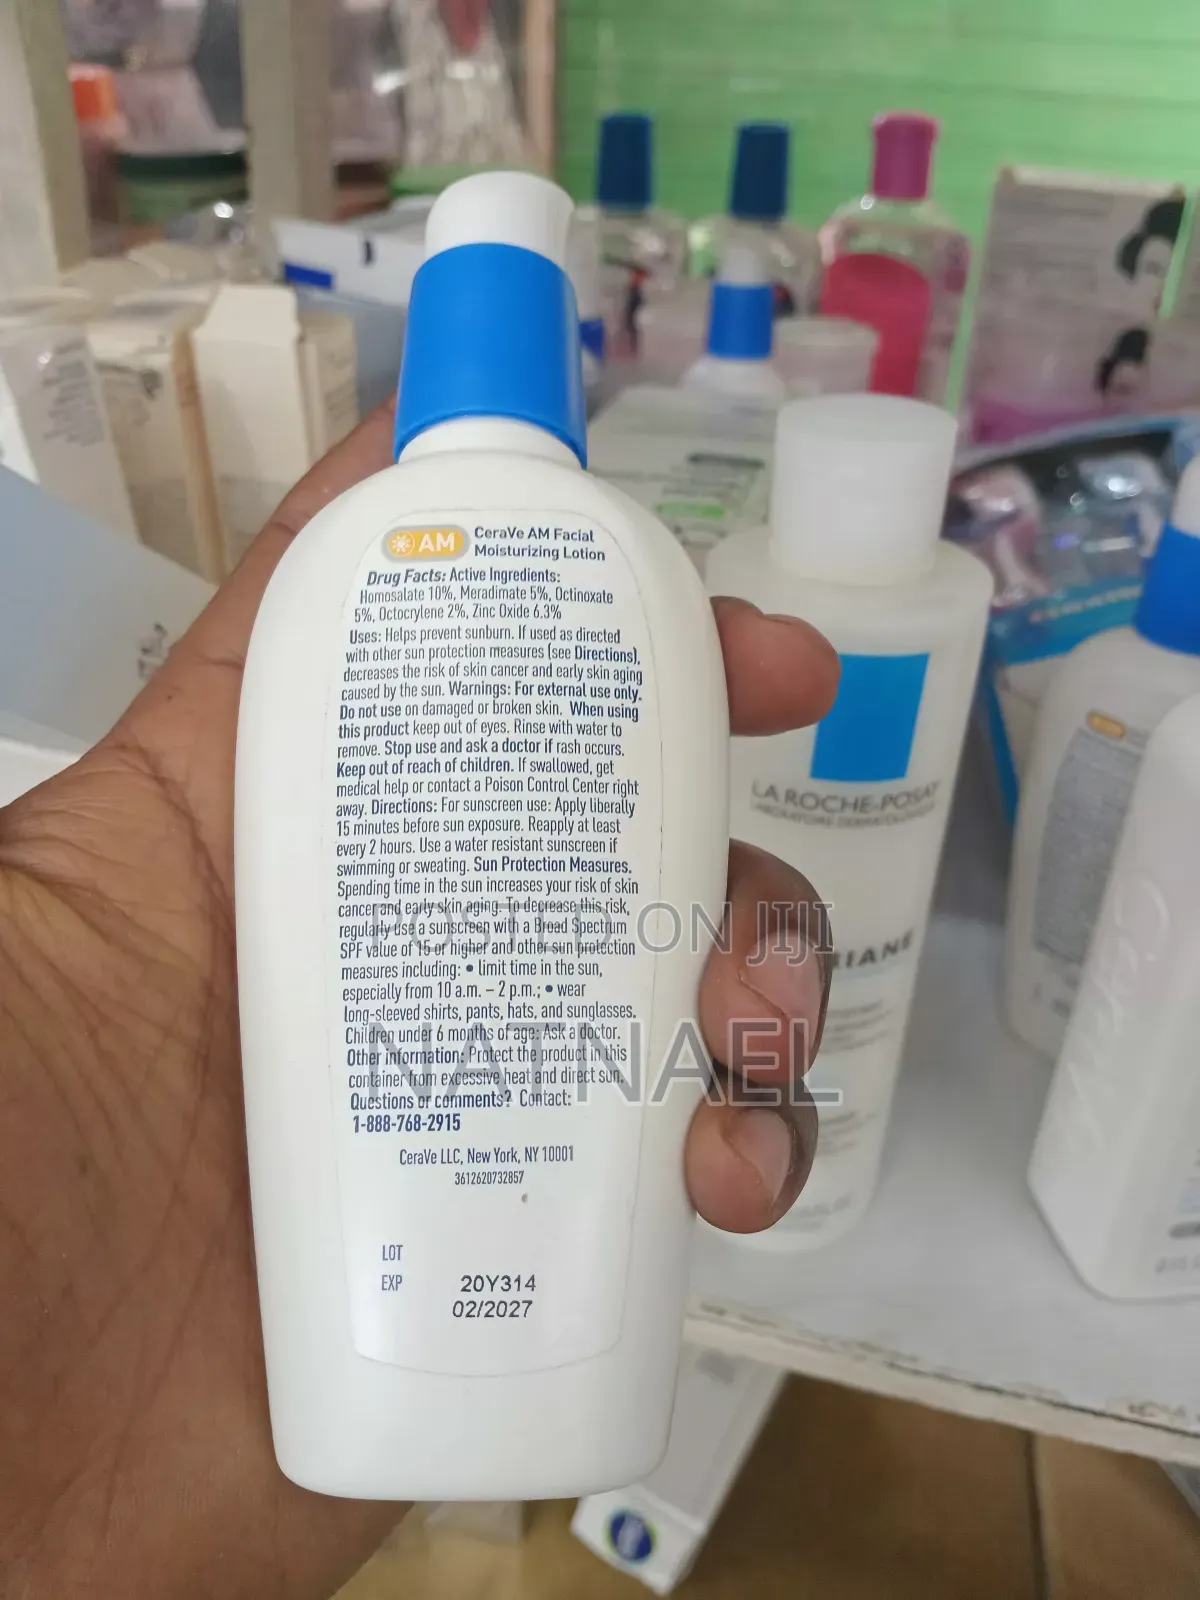 AM
CeraVe AM Facial
Moisturizing Lotion
Drug Facts: Active Ingredients:
Homosalate 10%, Meradimate 5%, Octinoxate
5%, Octocrylene 2%, Zinc Oxide 6.3%
Uses: Helps prevent sunburn. If used as directed
with other sun protection measures (see Directions),
decreases the risk of skin cancer and early skin aging
caused by the sun. Warnings: For external use only.
Do not use on damaged or broken skin. When using
this product keep out of eyes. Rinse with water to
remove. Stop use and ask a doctor if rash occurs.
Keep out of reach of children. If swallowed, get
medical help or contact a Poison Control Center right
away. Directions: For sunscreen use: Apply liberally
15 minutes before sun exposure. Reapply at least
every 2 hours. Use a water resistant sunscreen if
swimming or sweating. Sun Protection Measures.
Spending time in the sun increases your risk of skin
cancer and early skin aging. To decrease this risk,
regularly use a sunscreen with a Broad Spectrum
SPF value of 15 or higher and other sun protection
measures including: • limit time in the sun,
especially from 10 a.m. – 2 p.m.; • wear
long-sleeved shirts, pants, hats, and sunglasses.
Children under 6 months of age: Ask a doctor.
Other information: Protect the product in this
container from excessive heat and direct sun.
Questions or comments? Contact:
1-888-768-2915
CeraVe LLC, New York, NY 10001
3612620732857
LOT
EXP 20Y314
02/2027
LA ROCHE-POSAY
LABORATOIRE DERMATOLOGIQUE
POSTED ON JIJI
NATNAEL